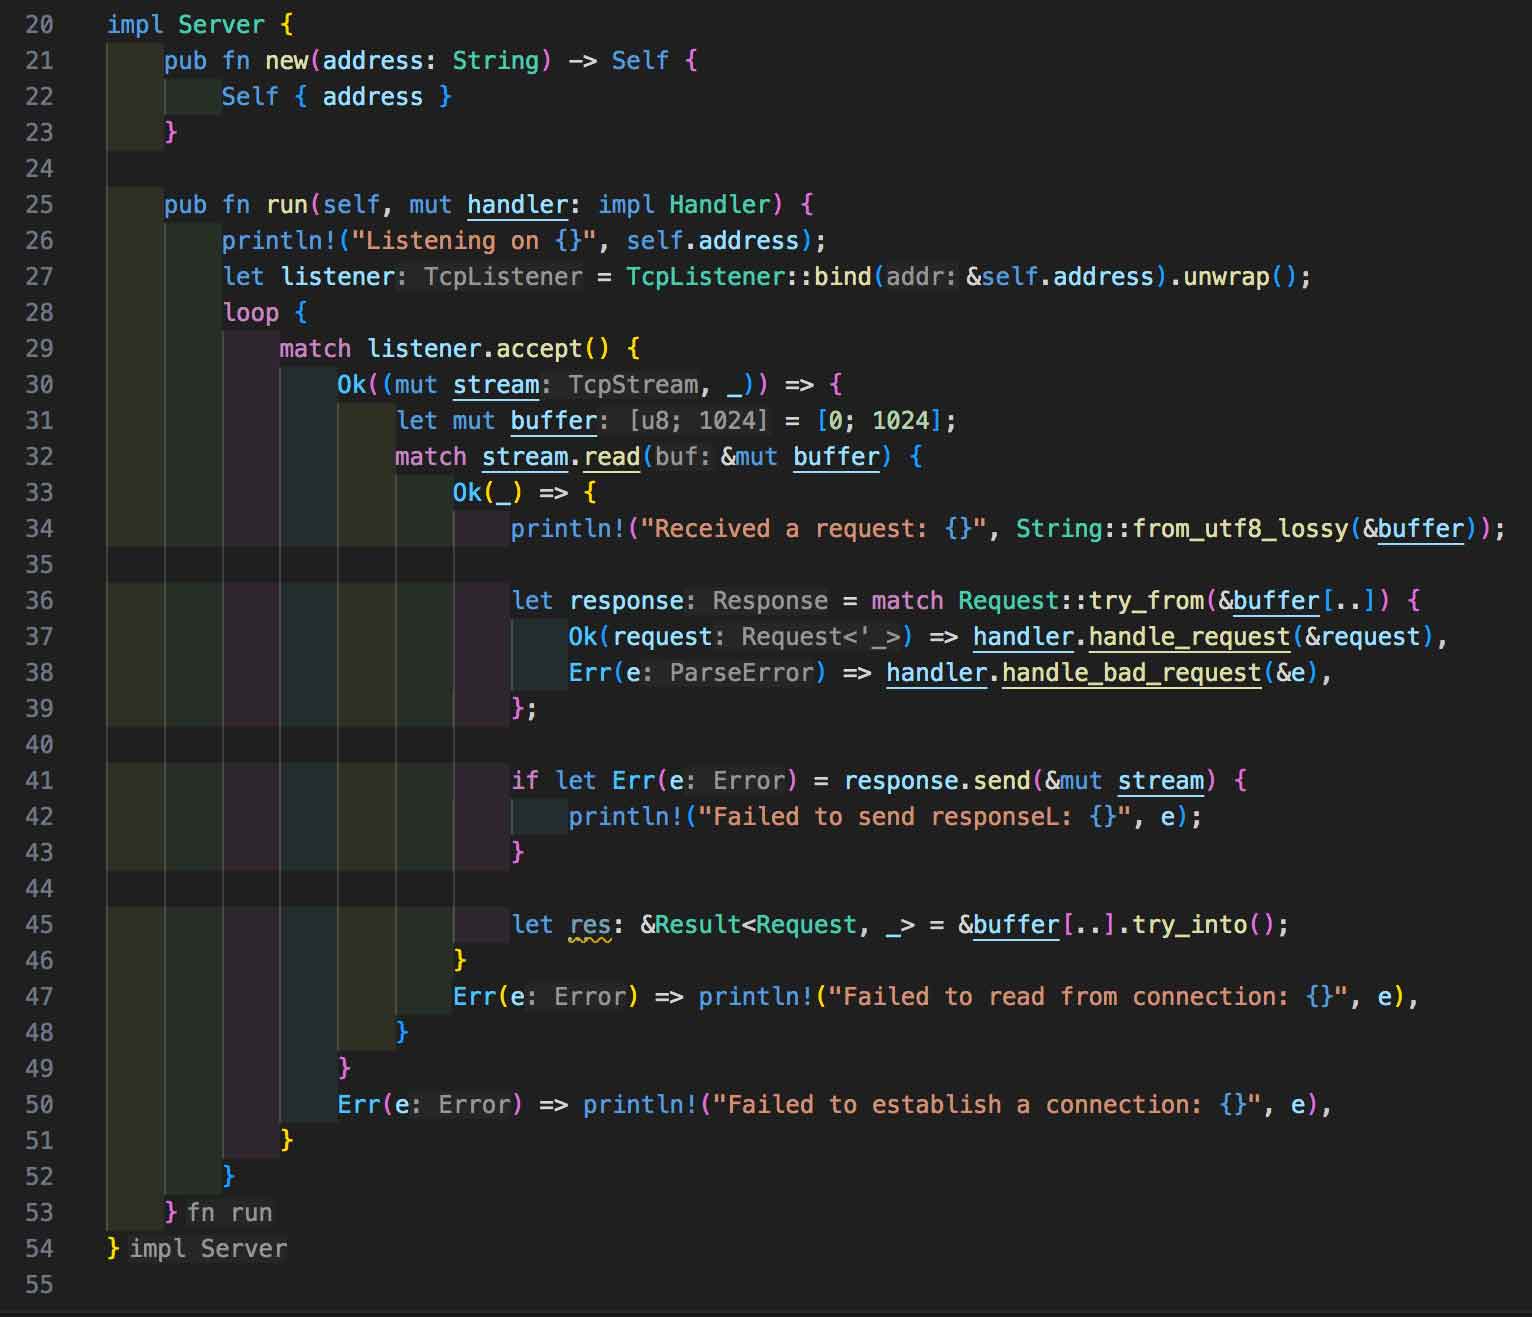 20 impl Server {
21 pub fn new(address: String) -> Self {
22 Self { address }
23 }
24
25 pub fn run(self, mut handler: impl Handler) {
26 println!("Listening on {}", self.address);
27 let listener: TcpListener = TcpListener::bind(addr: &self.address).unwrap();
28 loop {
29 match listener.accept() {
30 Ok((mut stream: TcpStream, _)) => {
31 let mut buffer: [u8; 1024] = [0; 1024];
32 match stream.read(buf: &mut buffer) {
33 Ok(_) => {
34 println!("Received a request: {}", String::from_utf8_lossy(&buffer));
35
36 let response: Response = match Request::try_from(&buffer[..]) {
37 Ok(request: Request<'_>) => handler.handle_request(&request),
38 Err(e: ParseError) => handler.handle_bad_request(&e),
39 };
40
41 if let Err(e: Error) = response.send(&mut stream) {
42 println!("Failed to send responseL: {}", e);
43 }
44
45 let res: &Result<Request, _> = &buffer[..].try_into();
46 }
47 Err(e: Error) => println!("Failed to read from connection: {}", e),
48 }
49 }
50 Err(e: Error) => println!("Failed to establish a connection: {}", e),
51 }
52 }
53 } fn run
54 } impl Server
55